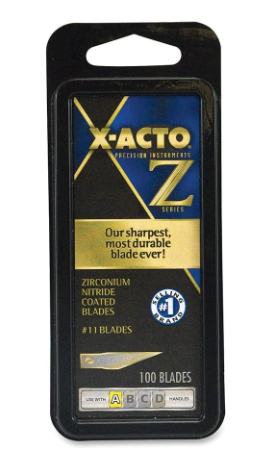 X-ACTO®
PRECISION INSTRUMENTS
Z
SERIES
Our sharpest,
most durable
blade ever!
ZIRCONIUM
NITRIDE
COATED
BLADES
#11 BLADES
SELLING
#1
BRAND
100 BLADES
USE WITH A B C D HANDLES